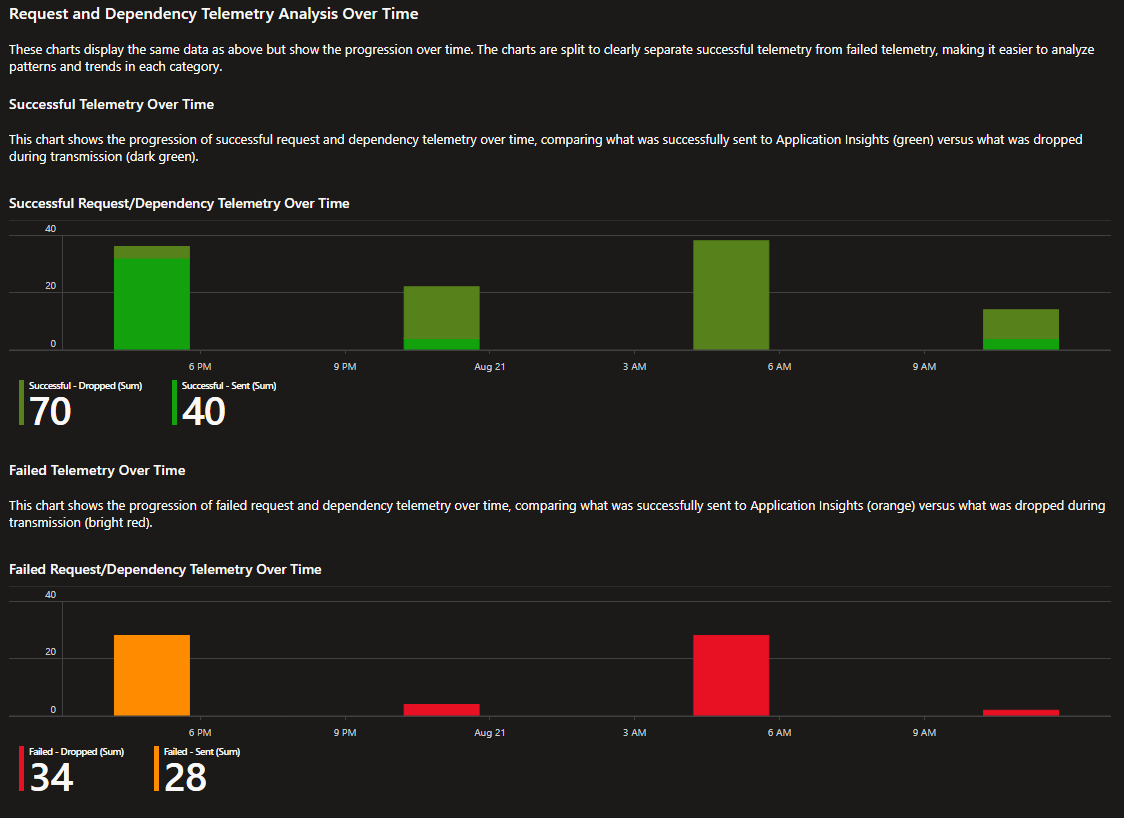 Request and Dependency Telemetry Analysis Over Time
These charts display the same data as above but show the progression over time. The charts are split to clearly separate successful telemetry from failed telemetry, making it easier to analyze
patterns and trends in each category.
Successful Telemetry Over Time
This chart shows the progression of successful request and dependency telemetry over time, comparing what was successfully sent to Application Insights (green) versus what was dropped
during transmission (dark green).
Successful Request/Dependency Telemetry Over Time
40
20
0
6 PM 9 PM Aug 21 3 AM 6 AM 9 AM
Successful - Dropped (Sum) Successful - Sent (Sum)
70 40
Failed Telemetry Over Time
This chart shows the progression of failed request and dependency telemetry over time, comparing what was successfully sent to Application Insights (orange) versus what was dropped during
transmission (bright red).
Failed Request/Dependency Telemetry Over Time
40
20
0
6 PM 9 PM Aug 21 3 AM 6 AM 9 AM
Failed - Dropped (Sum) Failed - Sent (Sum)
34 28